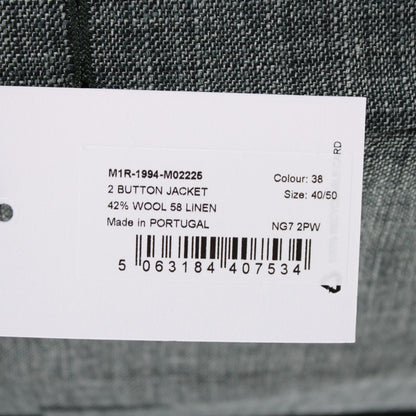 M1R-1994-M02225
Colour: 38
2 BUTTON JACKET
Size: 40/50
42% WOOL 58 LINEN
Made in PORTUGAL
NG7 2PW
5 063184 407534